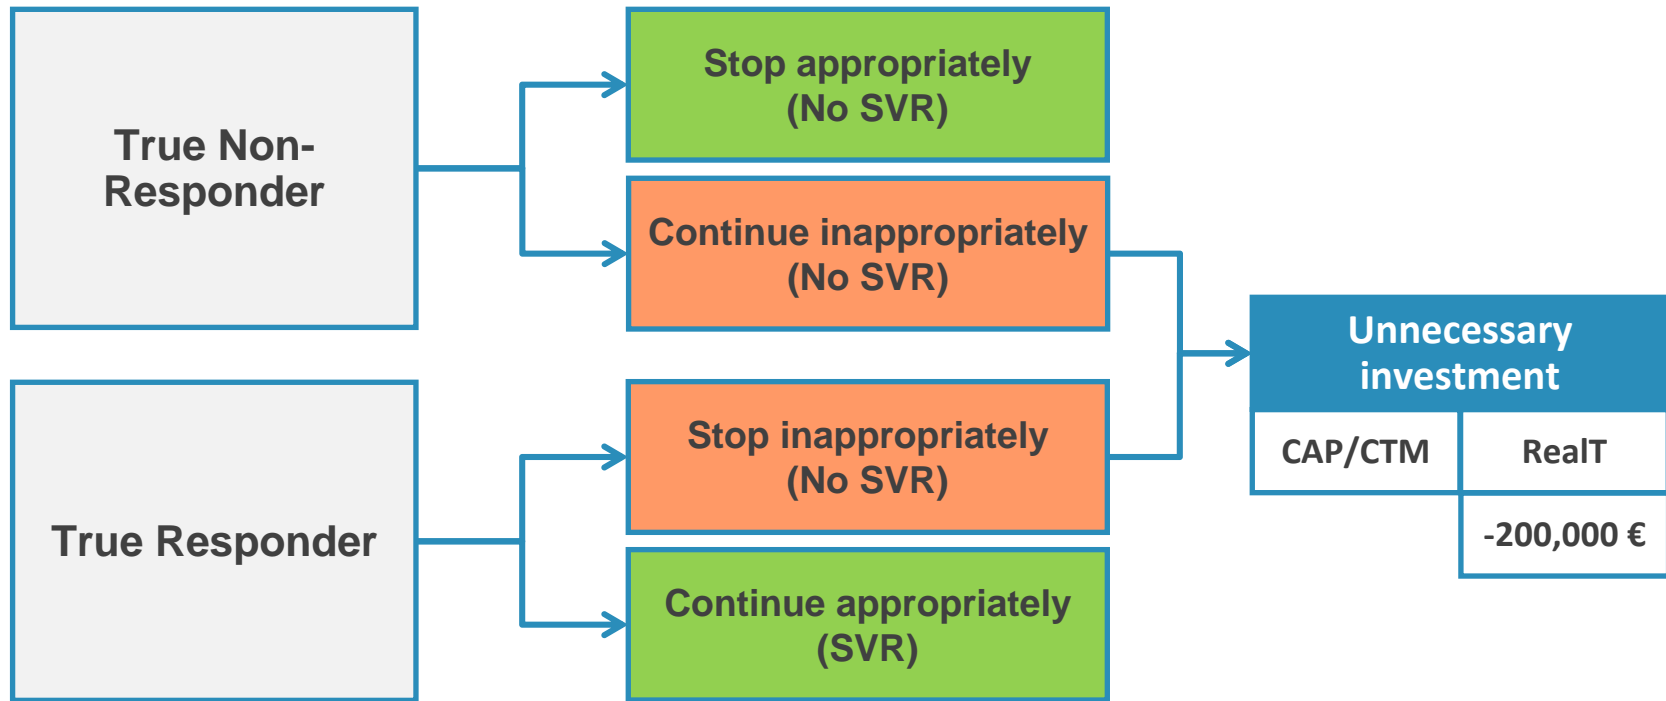 True Non-
Responder
Stop appropriately
(No SVR)
Continue inappropriately
(No SVR)
True Responder
Stop inappropriately
(No SVR)
Continue appropriately
(SVR)
Unnecessary
investment
CAP/CTM
RealT
-200,000 €